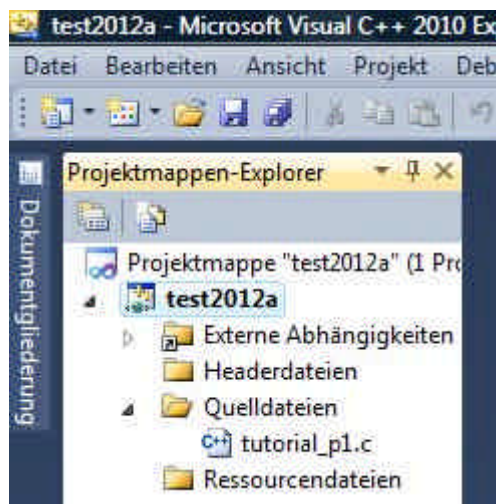 test2012a - Microsoft Visual C++ 2010 Ex
Datei Bearbeiten Ansicht Projekt Deb
Projektmappen-Explorer
Dokumentgliederung
Projektmappe "test2012a" (1 Pro
test2012a
Externe Abhängigkeiten
Headerdateien
Quelldateien
C++ tutorial_p1.c
Ressourcendateien